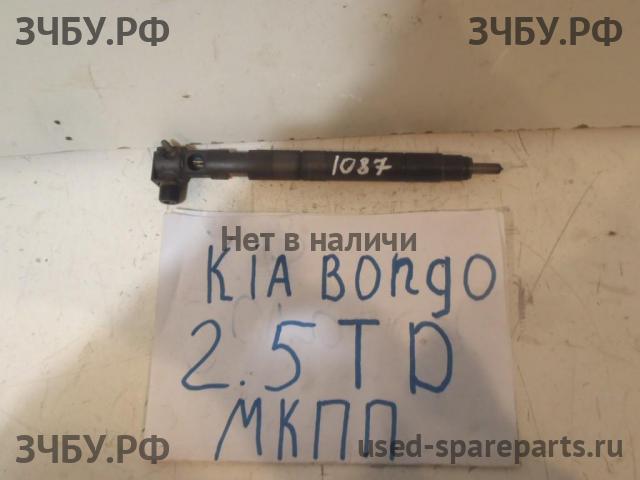 ЗЧБУ.РФ ЗЧБУ.РФ
1087
Нет в наличи
KIA Bongo
2.5 TD
МКПП
ЗЧБУ.РФ used-spareparts.ru